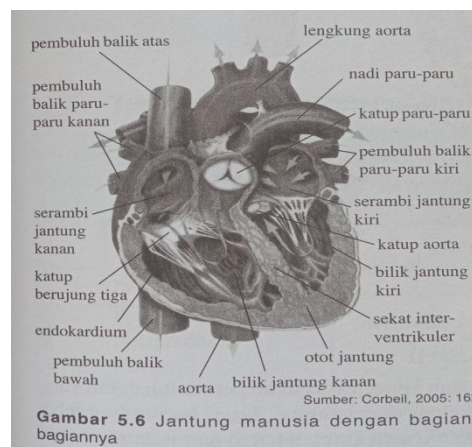 pembuluh balik atas
lengkung aorta
nadi paru-paru
pembuluh
balik paru-
paru kanan
katup paru-paru
pembuluh balik
paru-paru kiri
serambi
jantung
kanan
serambi jantung
kiri
katup aorta
katup
berujung tiga
bilik jantung
kiri
endokardium
sekat inter-
ventrikuler
pembuluh balik
bawah
otot jantung
aorta
bilik jantung kanan
Sumber: Corbeil, 2005: 16
Gambar 5.6 Jantung manusia dengan bagian
bagiannya